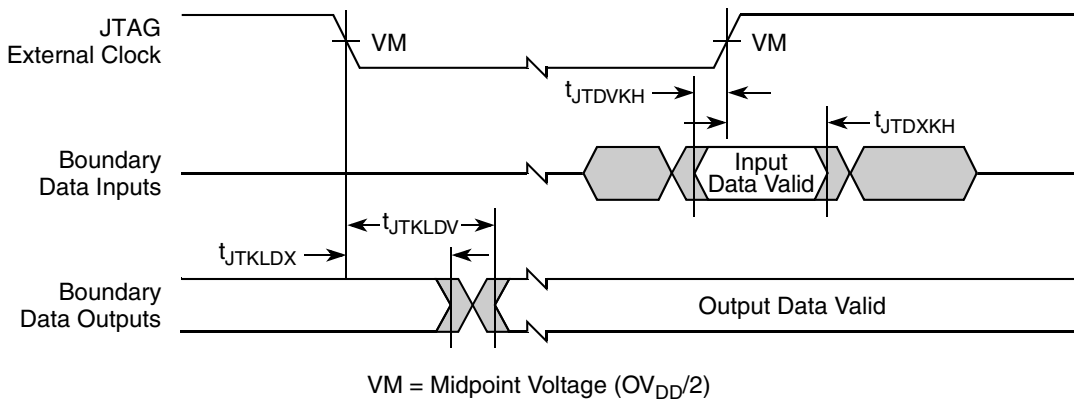 JTAG
External Clock
VM
VM
tJTDVKH
tJTDXKH
Boundary
Data Inputs
Input
Data Valid
tJTKLDV
tJTKLDX
Boundary
Data Outputs
Output Data Valid
VM = Midpoint Voltage (OVDD/2)